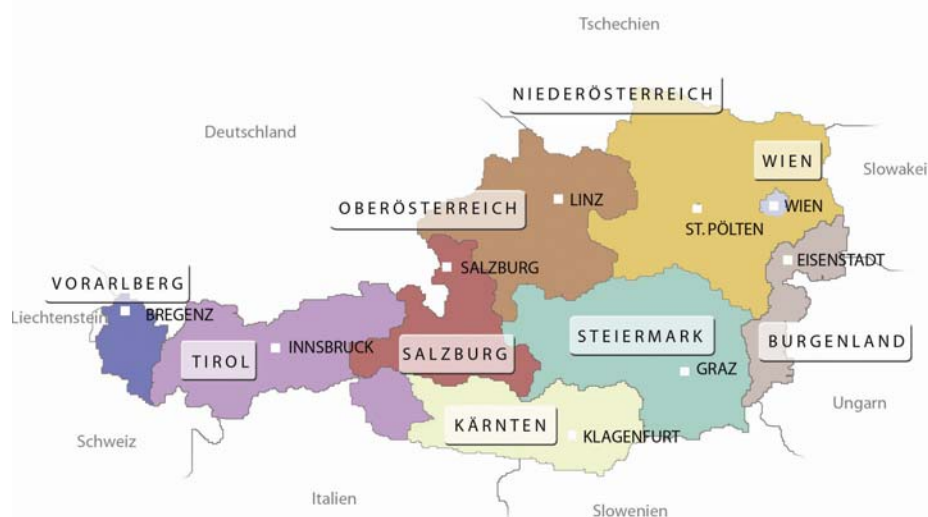 Tschechien
NIEDERÖSTERREICH
Deutschland
WIEN
Slowakei
LINZ
WIEN
OBERÖSTERREICH
ST. PÖLTEN
EISENSTADT
SALZBURG
VORARLBERG
Liechtenstein
BREGENZ
STEIERMARK
BURGENLAND
INNSBRUCK
TIROL
SALZBURG
GRAZ
Ungarn
KÄRNTEN
KLAGENFURT
Schweiz
Italien
Slowenien